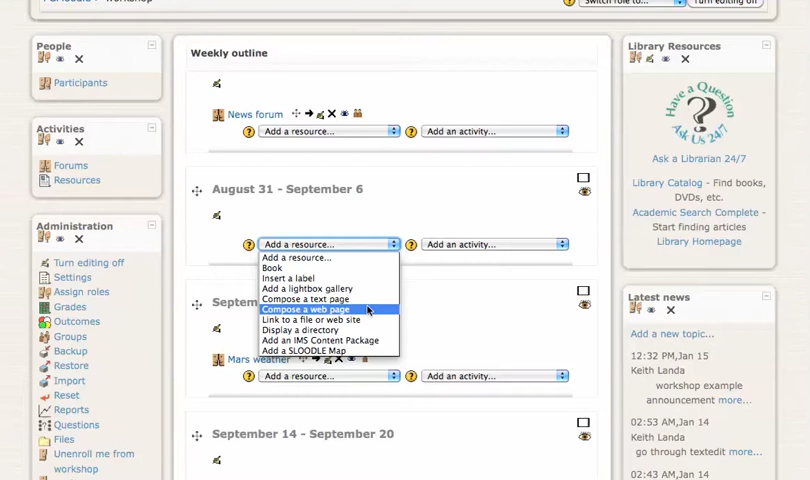 workshop
Switch role to...
Turn editing off
People
Participants
Activities
Forums
Resources
Administration
Turn editing off
Settings
Assign roles
Grades
Outcomes
Groups
Backup
Restore
Import
Reset
Reports
Questions
Files
Unenroll me from
workshop
Weekly outline
News forum
? Add a resource... ? Add an activity...
August 31 - September 6
? Add a resource... ? Add an activity...
Add a resource...
Book
Insert a label
Add a lightbox gallery
Compose a text page
Compose a web page
Link to a file or web site
Display a directory
Add an IMS Content Package
Add a SLOODLE Map
Mars weather
? Add a resource... ? Add an activity...
September 14 - September 20
Library Resources
Have a Question
?
Ask Us 24/7
Ask a Librarian 24/7
Library Catalog - Find books,
DVDs, etc.
Academic Search Complete -
Start finding articles
Library Homepage
Latest news
Add a new topic...
12:32 PM,Jan 15
Keith Landa
workshop example
announcement more...
02:53 AM,Jan 14
Keith Landa
go through textedit more...
02:43 AM,Jan 14